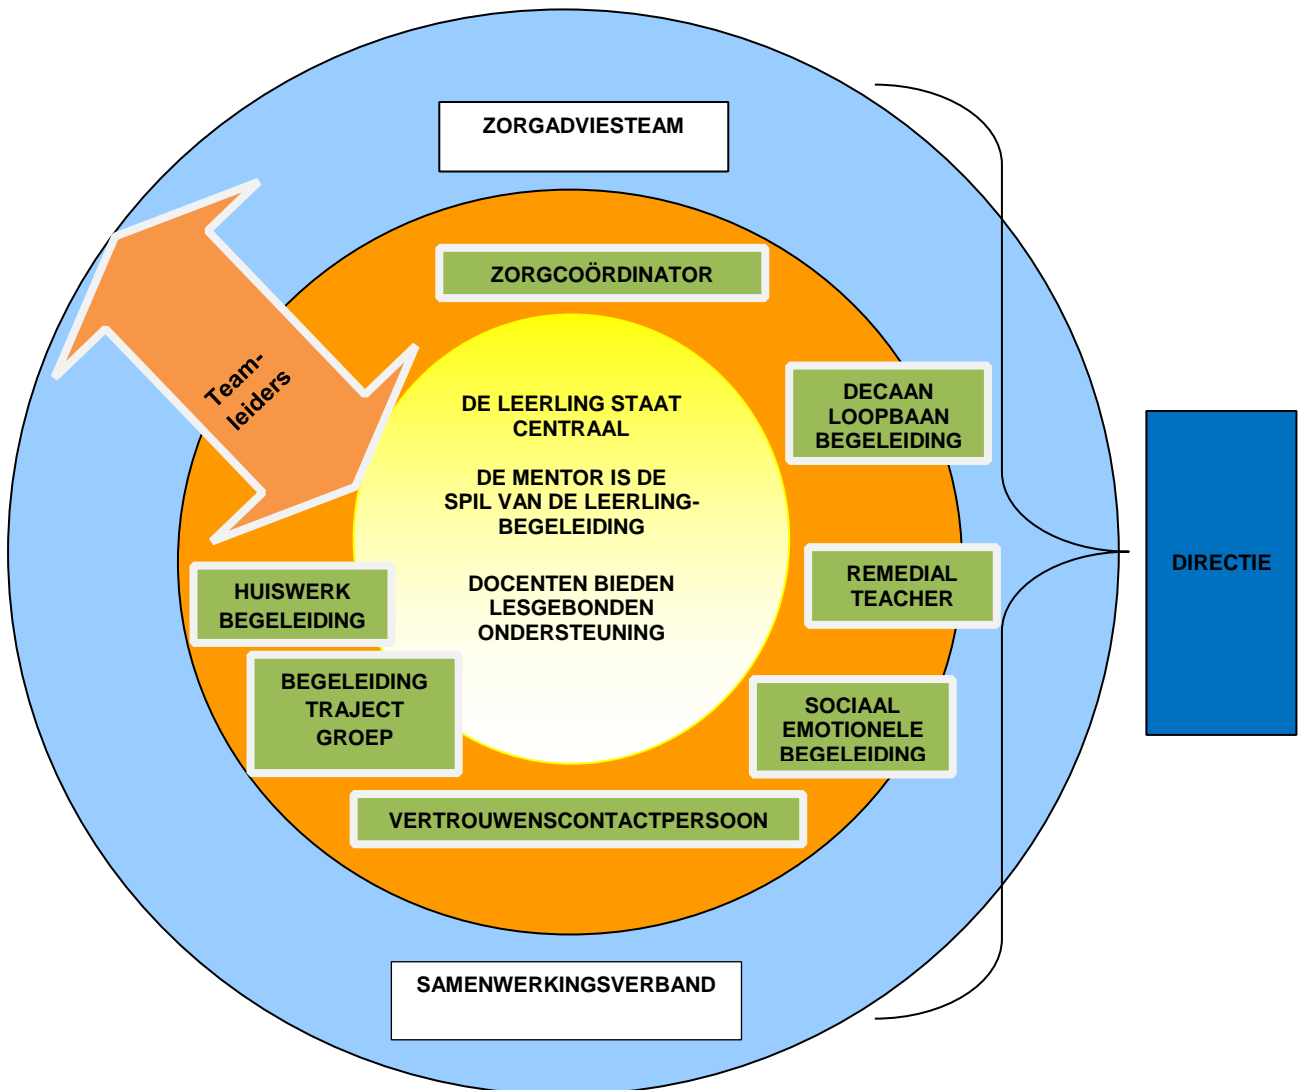 ZORGADVIESTEAM
ZORGCOÖRDINATOR
Team-
leiders
DE LEERLING STAAT
CENTRAAL
DE MENTOR IS DE
SPIL VAN DE LEERLING-
BEGELEIDING
DOCENTEN BIEDEN
LESGEBONDEN
ONDERSTEUNING
DECAAN
LOOPBAAN
BEGELEIDING
REMEDIAL
TEACHER
SOCIAAL
EMOTIONELE
BEGELEIDING
HUISWERK
BEGELEIDING
BEGELEIDING
TRAJECT
GROEP
VERTROUWENSCONTACTPERSOON
SAMENWERKINGSVERBAND
DIRECTIE